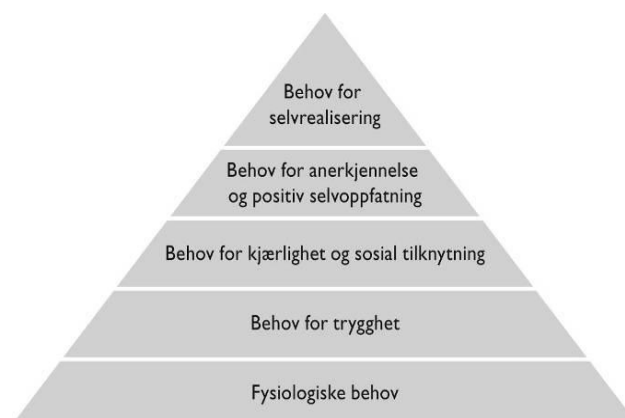 Behov for
selvrealisering
Behov for anerkjennelse
og positiv selvoppfatning
Behov for kjærlighet og sosial tilknytning
Behov for trygghet
Fysiologiske behov